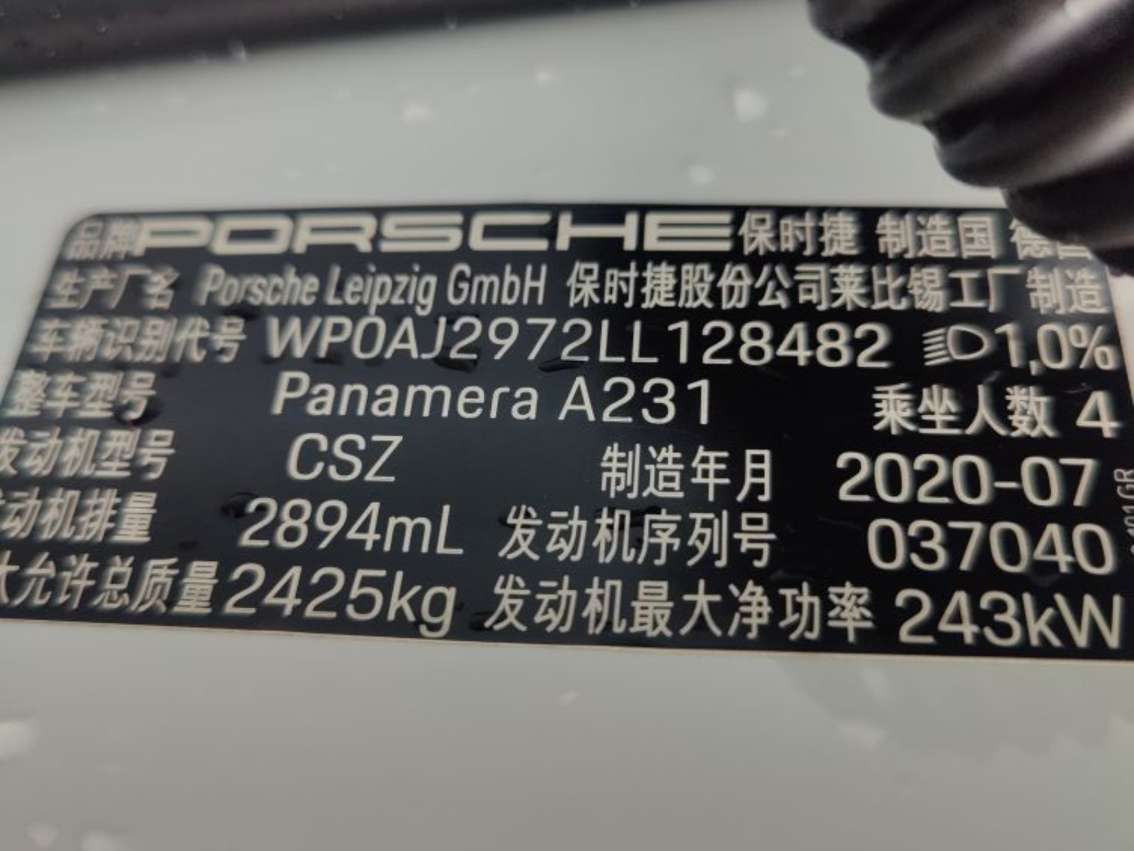 品牌 PORSCHE 保时捷 制造国 德国
生产厂名 Porsche Leipzig GmbH 保时捷股份公司莱比锡工厂制造
车辆识别代号 WP0AJ2972LL128482 1,0%
整车型号 Panamera A231 乘坐人数 4
发动机型号 CSZ 制造年月 2020-07
发动机排量 2894mL 发动机序列号 037040
大允许总质量 2425kg 发动机最大净功率 243kW